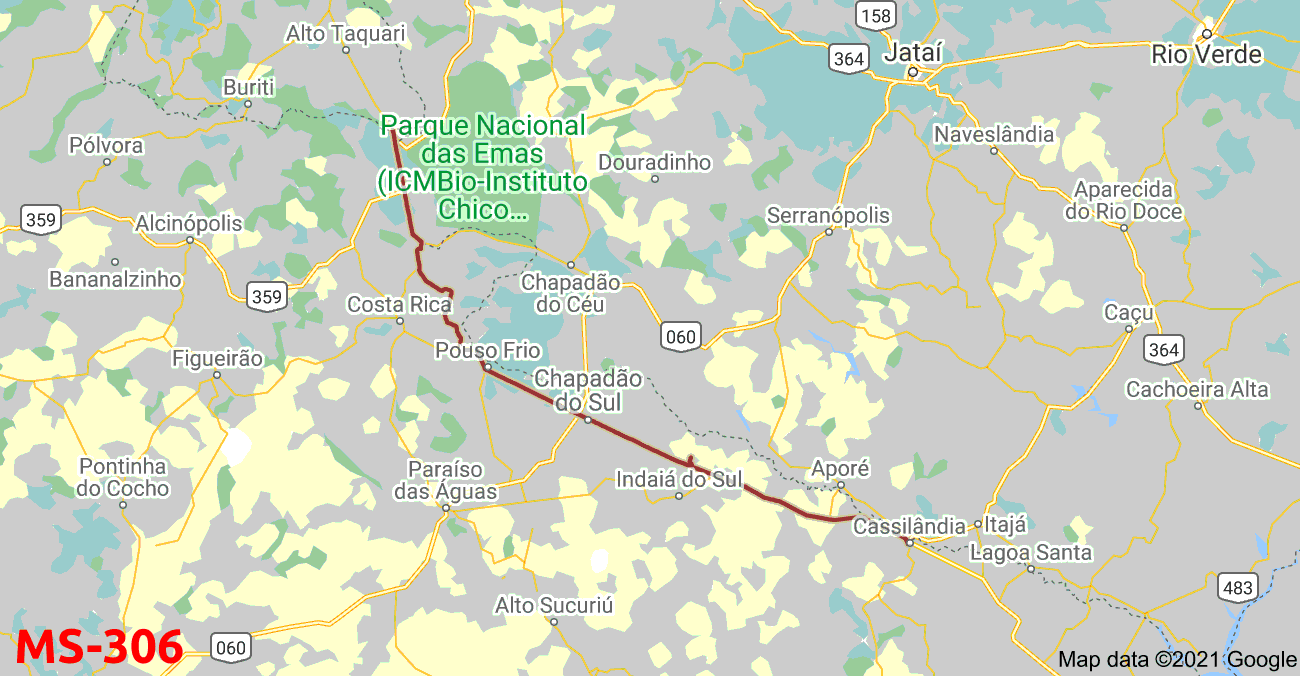 158
Alto Taquari
Jataí
Rio Verde
364
Buriti
Parque Nacional
das Emas
(ICMBio-Instituto
Chico...
Naveslândia
Pólvora
Douradinho
Aparecida
do Rio Doce
359
Alcinópolis
Serranópolis
Bananalzinho
Chapadão
do Céu
359
Costa Rica
Caçu
060
Pouso Frio
364
Figueirão
Chapadão
do Sul
Cachoeira Alta
Pontinha
do Cocho
Paraíso
das Águas
Indaiá do Sul
Aporé
Cassilândia
Itajá
Lagoa Santa
483
Alto Sucuriú
MS-306
060
Map data ©2021 Google